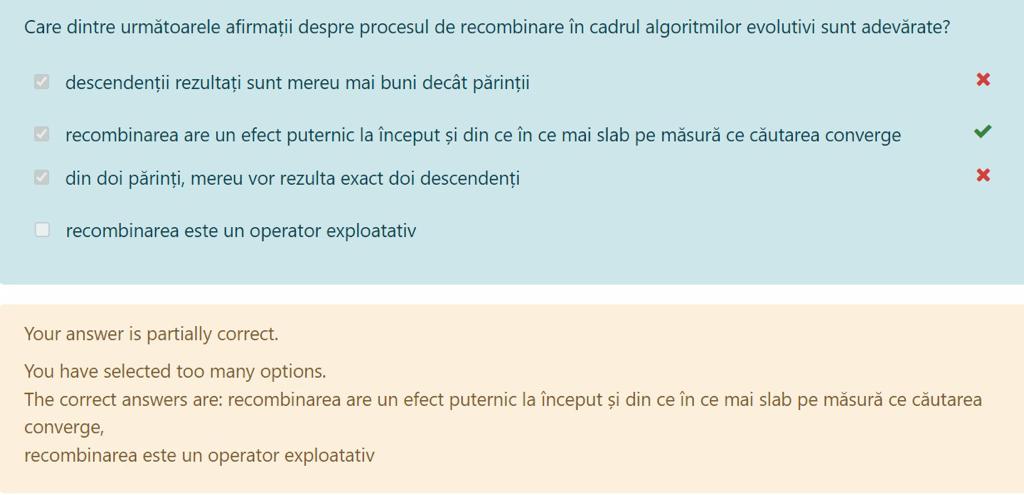 Care dintre următoarele afirmații despre procesul de recombinare în cadrul algoritmilor evolutivi sunt adevărate?
descendenții rezultați sunt mereu mai buni decât părinții
recombinarea are un efect puternic la început și din ce în ce mai slab pe măsură ce căutarea converge
din doi părinți, mereu vor rezulta exact doi descendenți
recombinarea este un operator exploatativ
Your answer is partially correct.
You have selected too many options.
The correct answers are: recombinarea are un efect puternic la început și din ce în ce mai slab pe măsură ce căutarea
converge,
recombinarea este un operator exploatativ